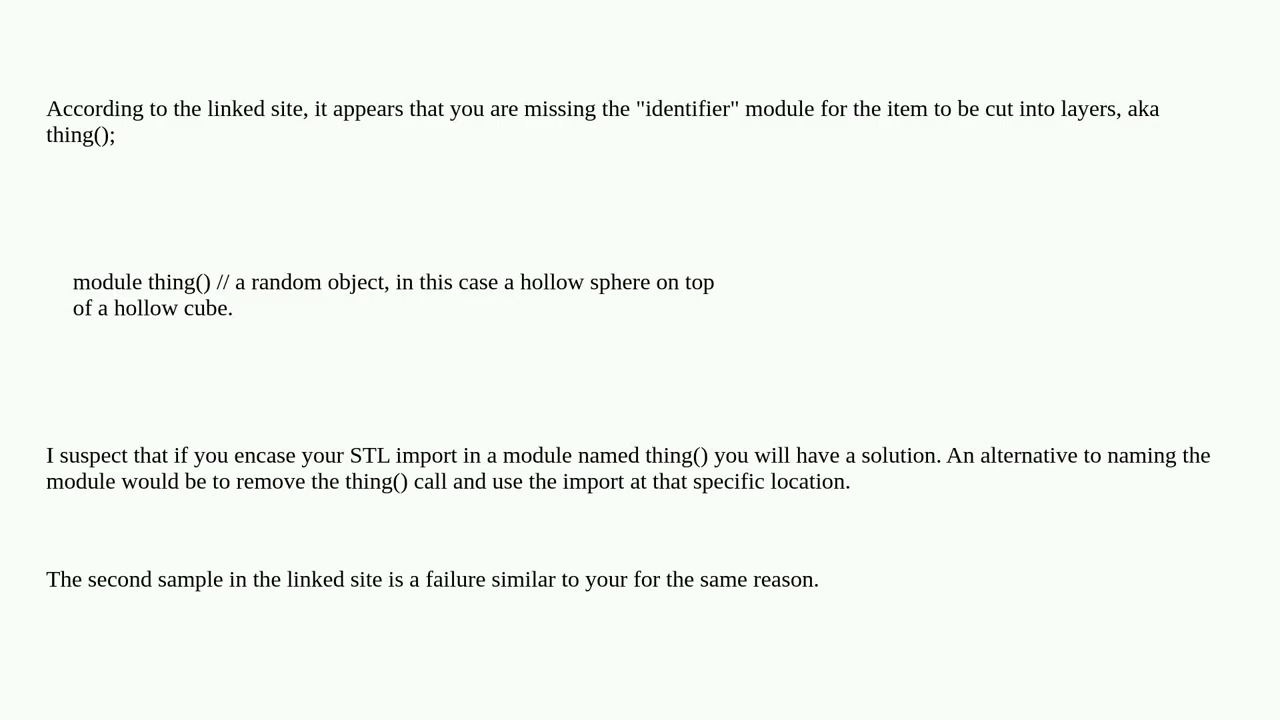 According to the linked site, it appears that you are missing the "identifier" module for the item to be cut into layers, aka
thing();
module thing() // a random object, in this case a hollow sphere on top
of a hollow cube.
I suspect that if you encase your STL import in a module named thing() you will have a solution. An alternative to naming the
module would be to remove the thing() call and use the import at that specific location.
The second sample in the linked site is a failure similar to your for the same reason.